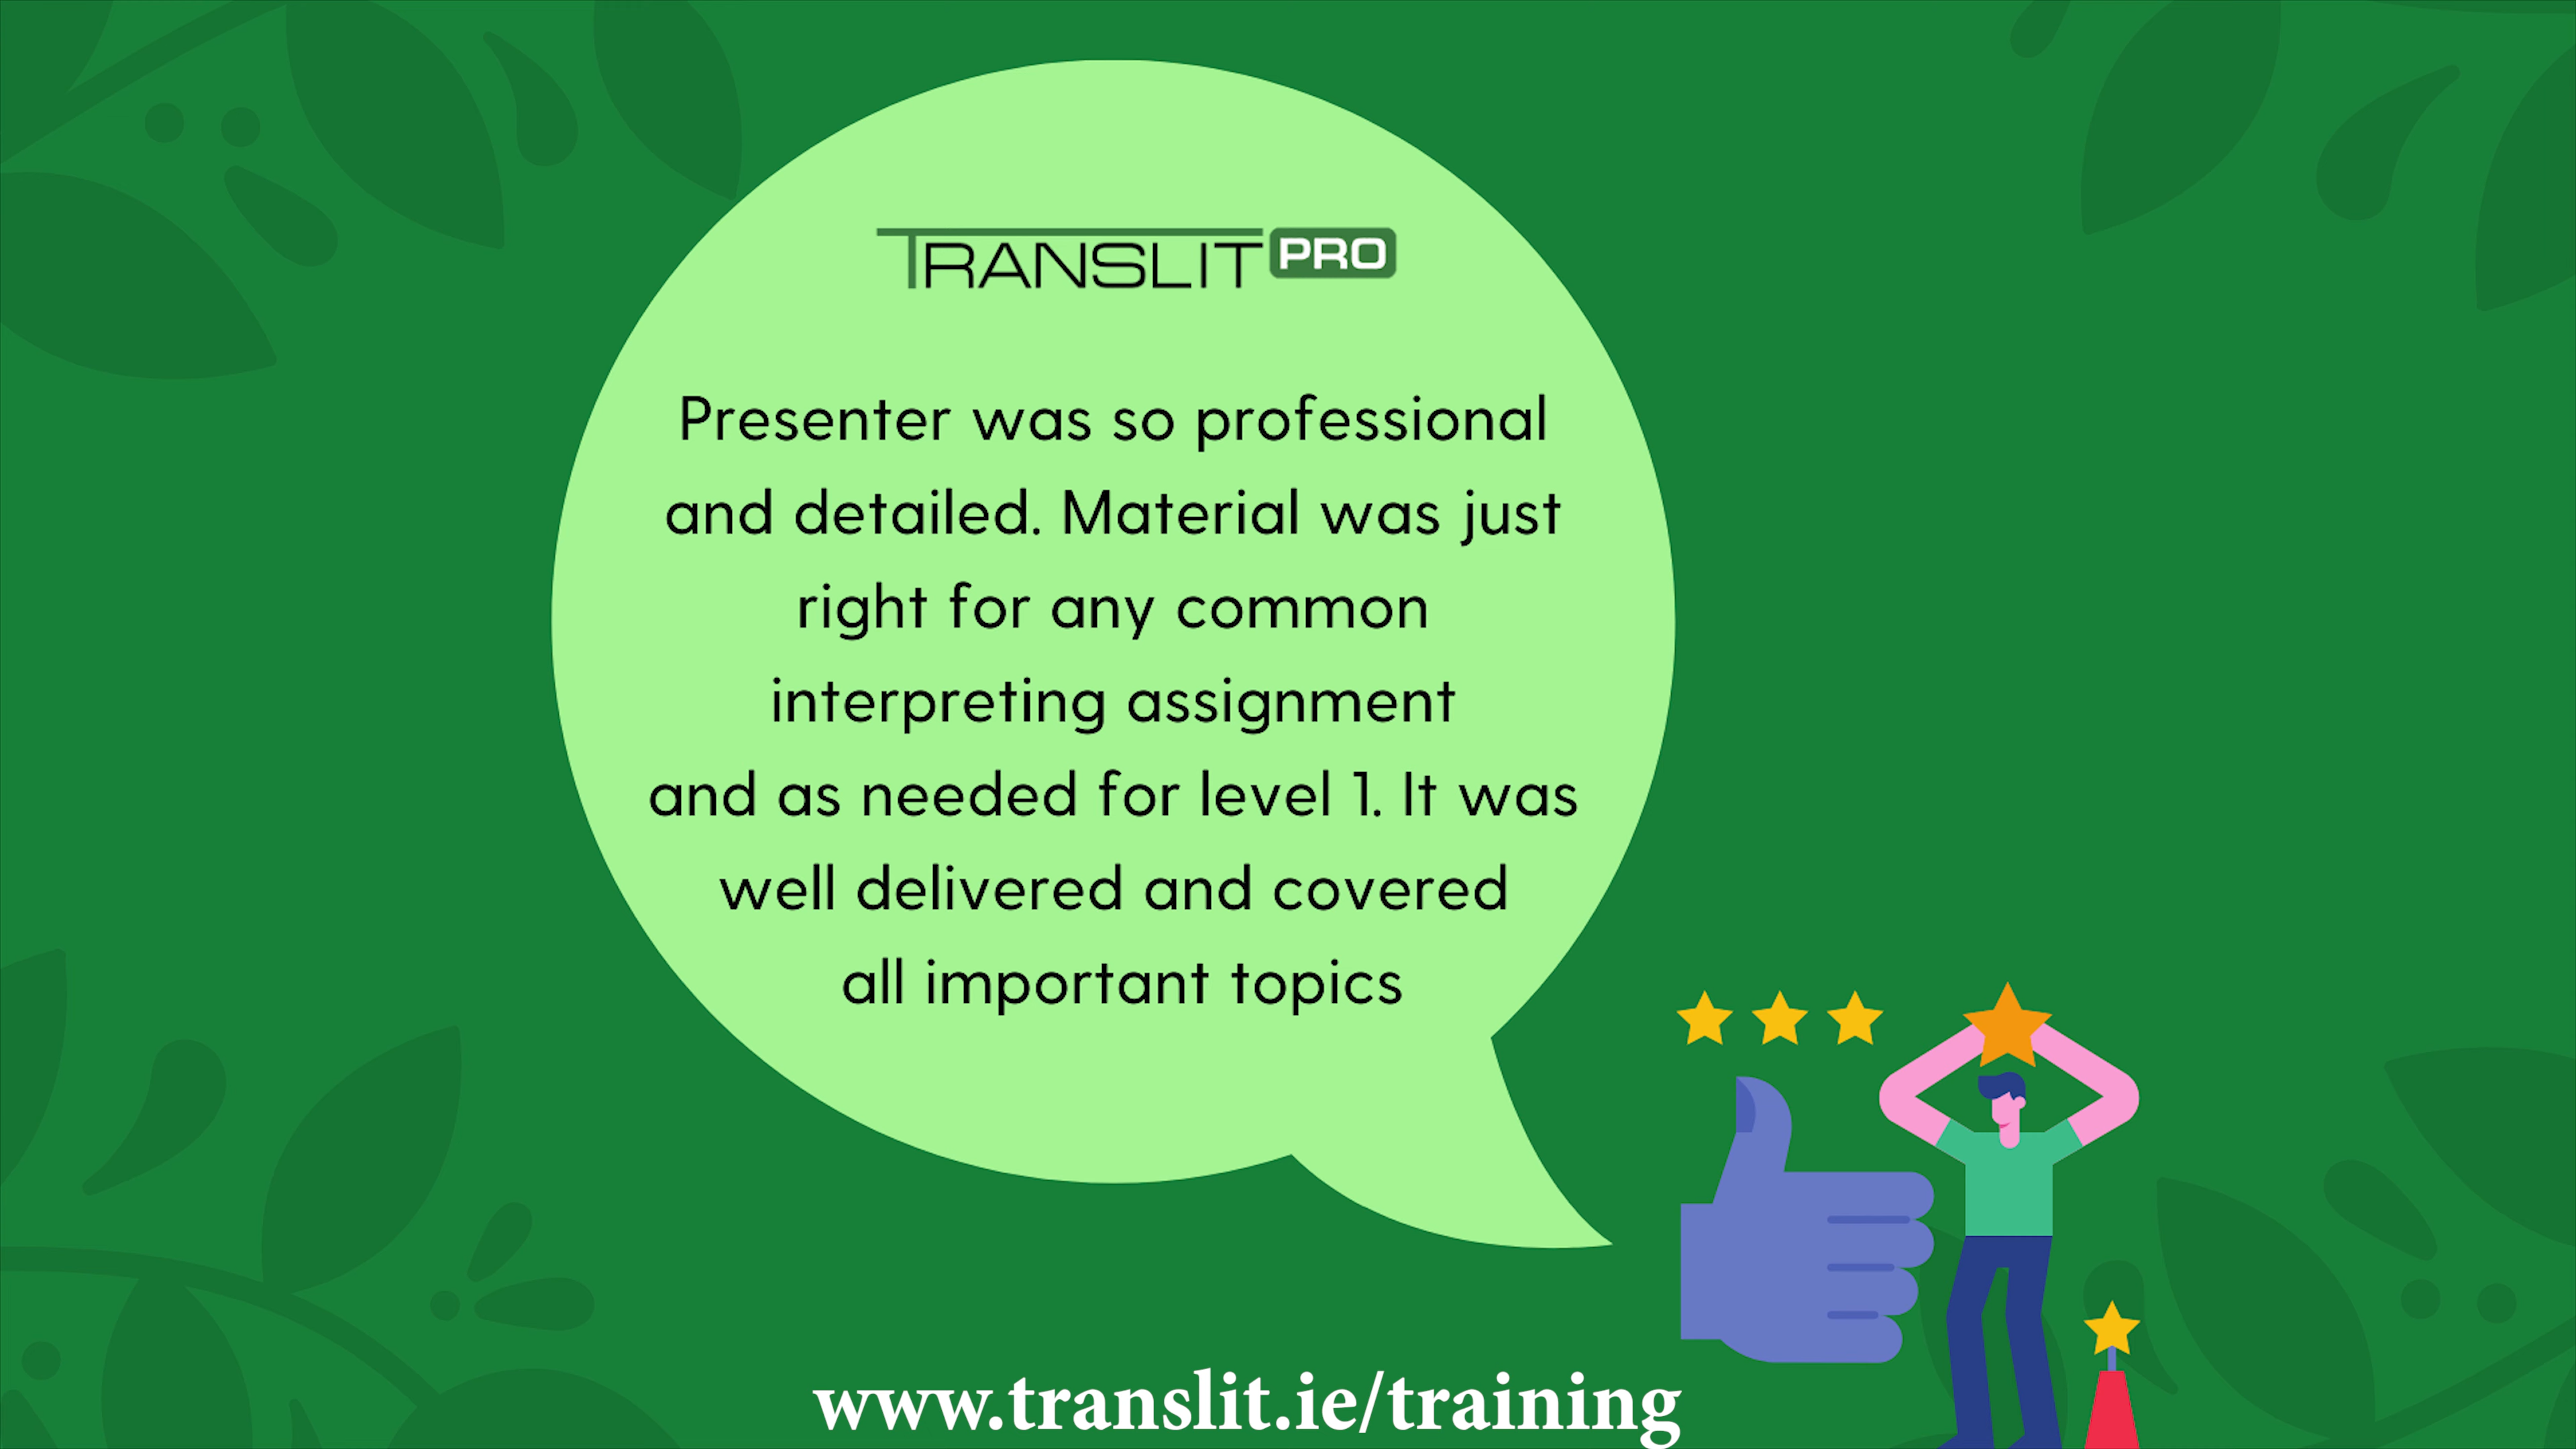 TRANSLIT PRO
Presenter was so professional
and detailed. Material was just
right for any common
interpreting assignment
and as needed for level 1. It was
well delivered and covered
all important topics
www.translit.ie/training